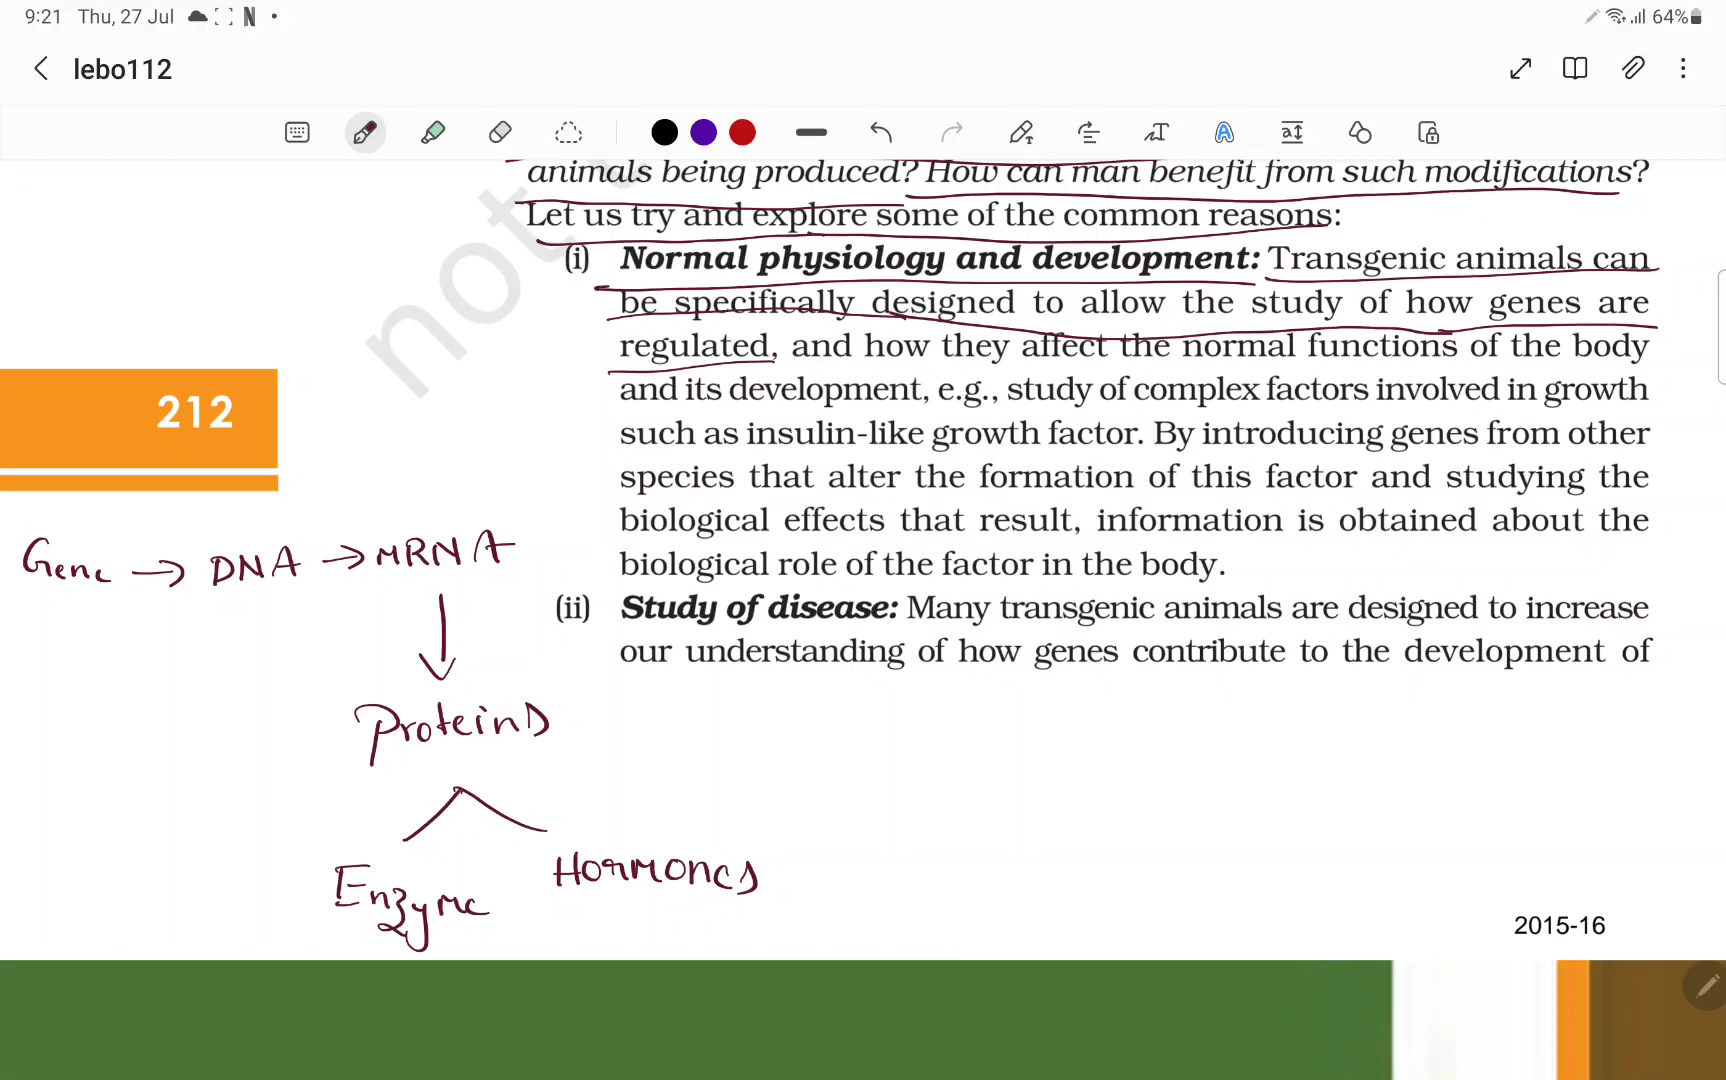 9:21 Thu, 27 Jul N • 64%
lebo112
animals being produced? How can man benefit from such modifications?
Let us try and explore some of the common reasons:
(i) Normal physiology and development: Transgenic animals can
be specifically designed to allow the study of how genes are
regulated, and how they affect the normal functions of the body
and its development, e.g., study of complex factors involved in growth
such as insulin-like growth factor. By introducing genes from other
species that alter the formation of this factor and studying the
biological effects that result, information is obtained about the
biological role of the factor in the body.
(ii) Study of disease: Many transgenic animals are designed to increase
our understanding of how genes contribute to the development of
not
212
Gene → DNA → MRNA
↓
Proteins
Enzyme Hormones
2015-16